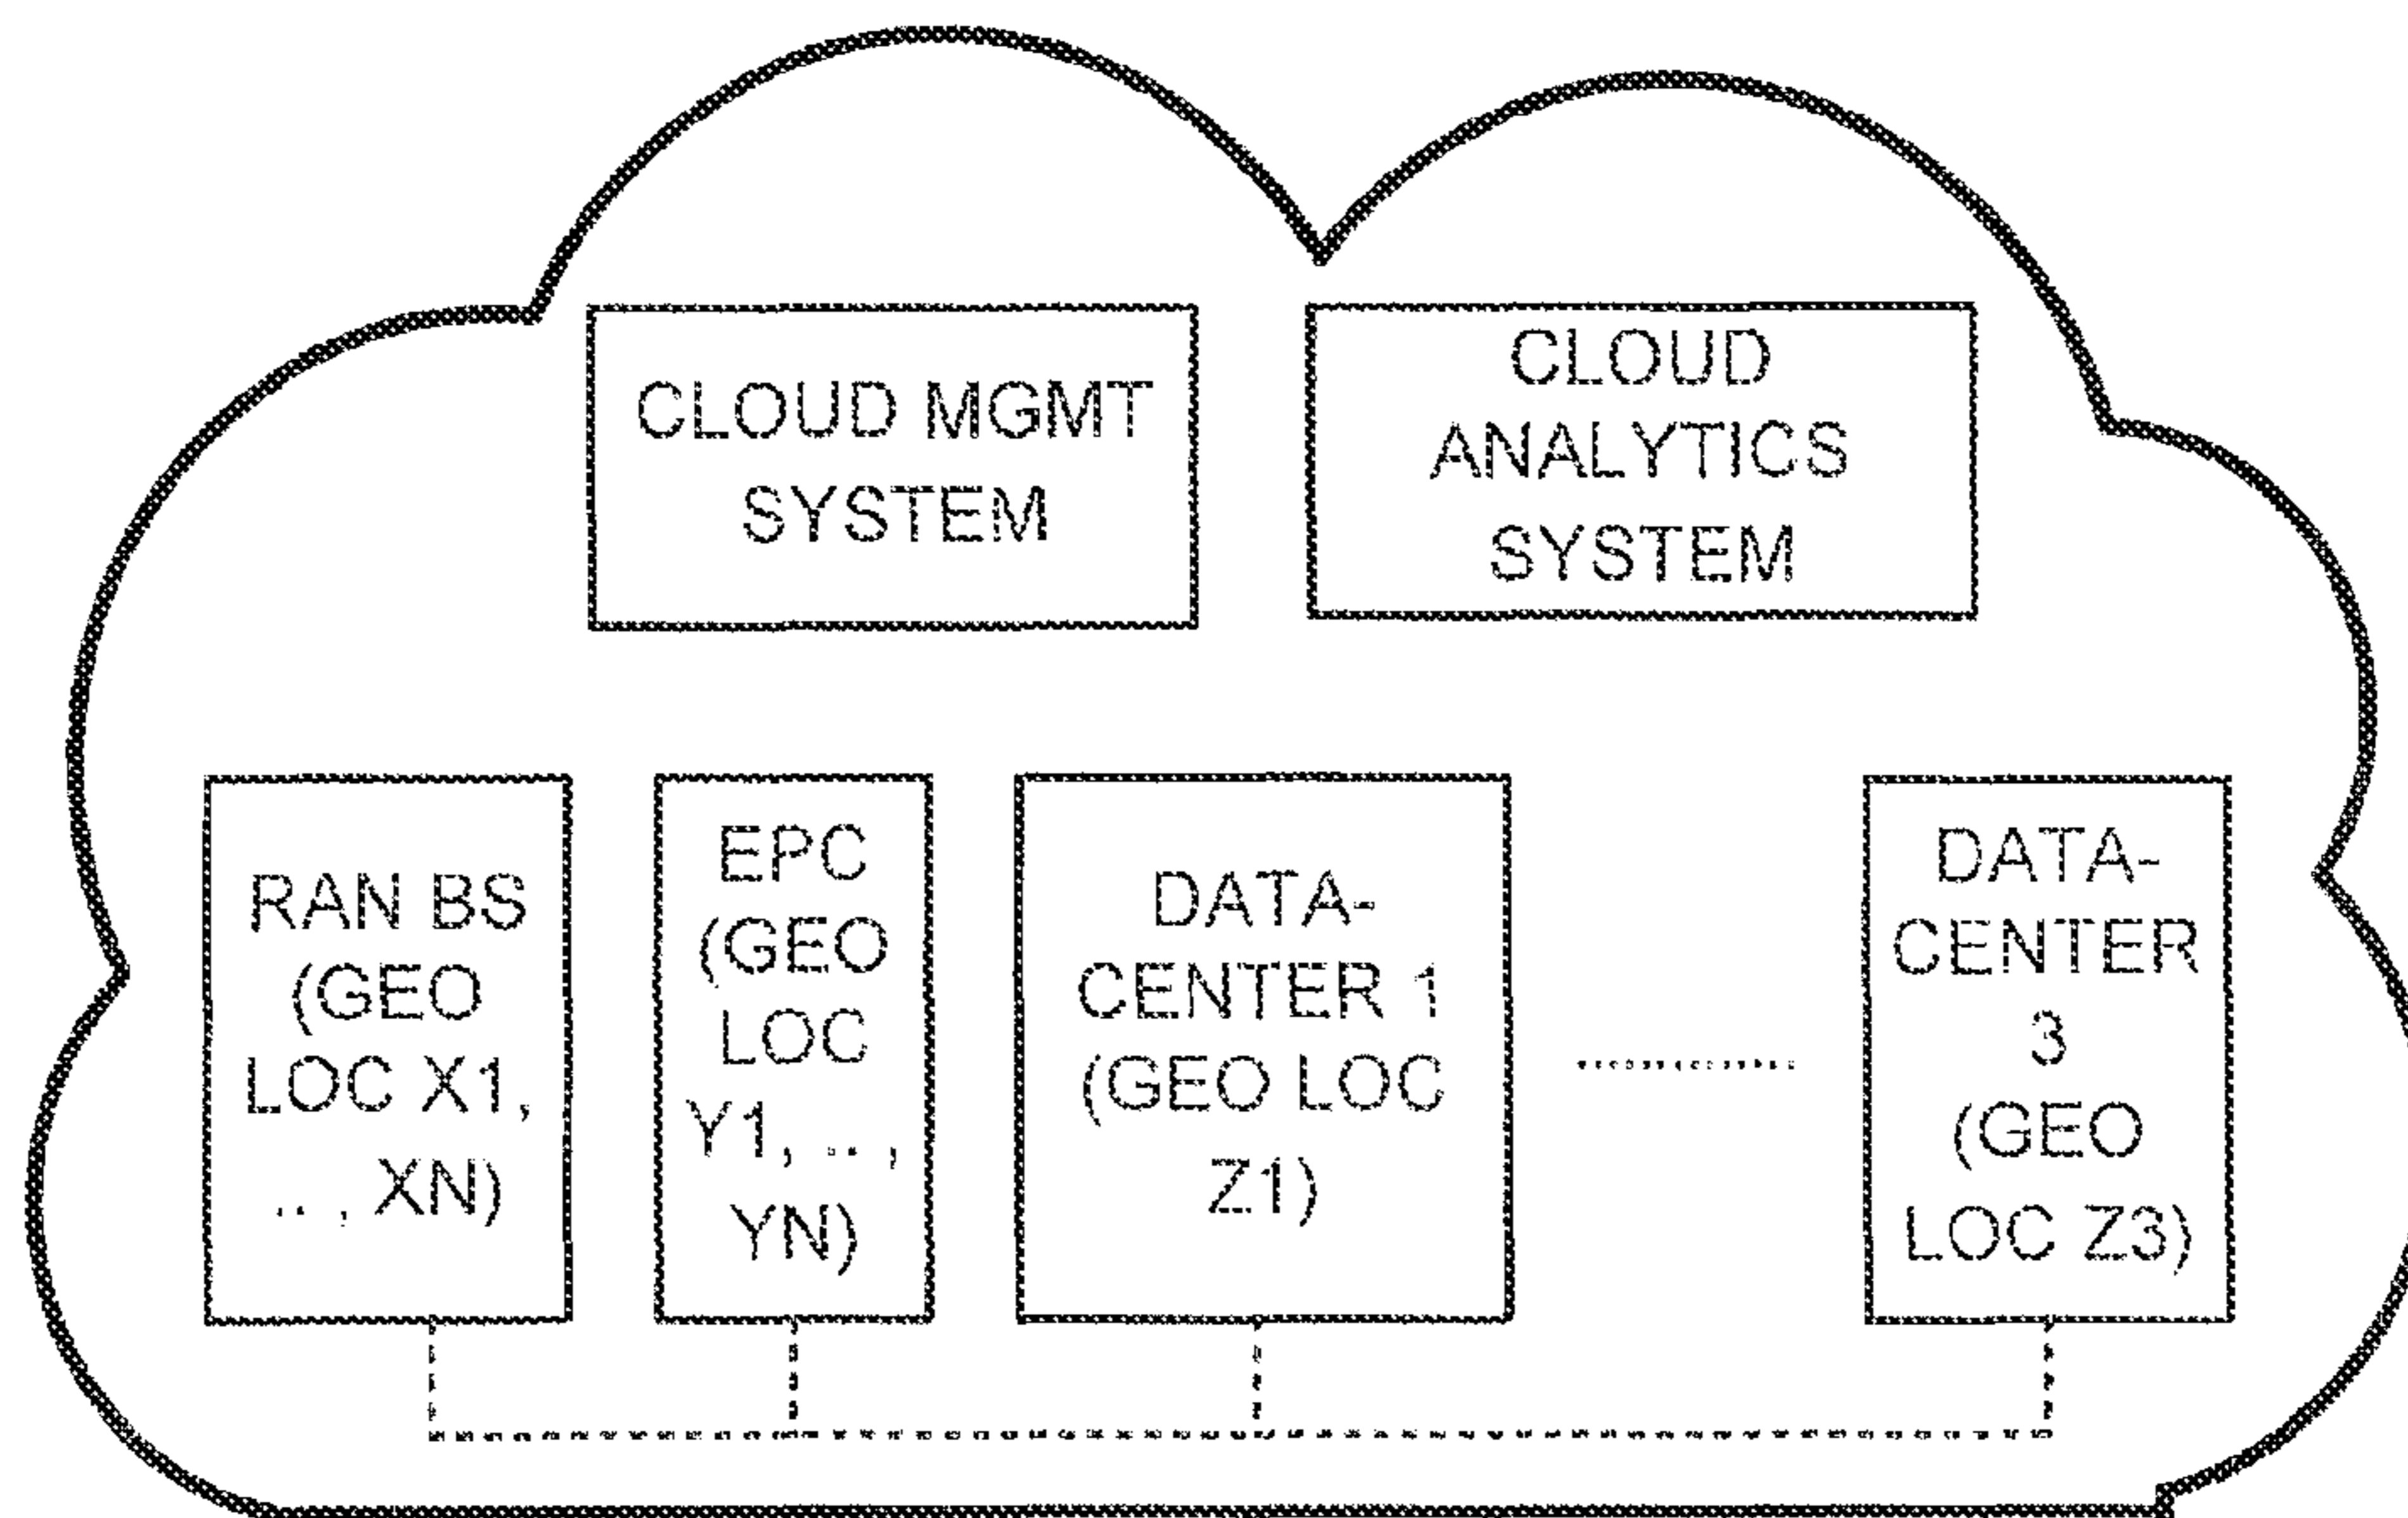 CLOUD MGMT
SYSTEM
CLOUD
ANALYTICS
SYSTEM
RAN BS
(GEO
LOC X1,
.. , XN)
EPC
(GEO
LOC
Y1, .. ,
YN)
DATA-
CENTER 1
(GEO LOC
Z1)
DATA-
CENTER
3
(GEO
LOC Z3)